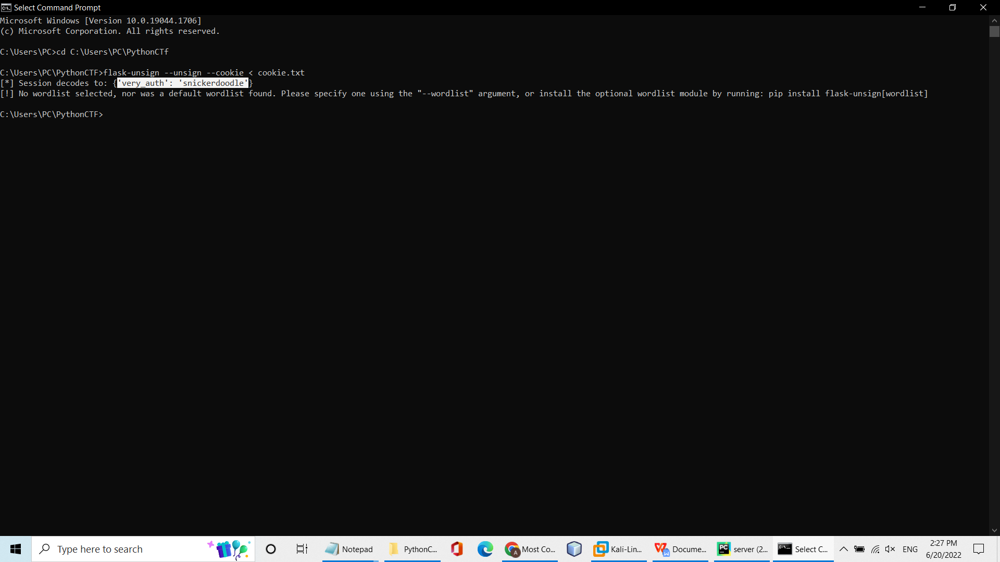 Select Command Prompt
Microsoft Windows [Version 10.0.19044.1706]
(c) Microsoft Corporation. All rights reserved.
C:\Users\PC>cd C:\Users\PC\PythonCTf
C:\Users\PC\PythonCTF>flask-unsign --unsign --cookie < cookie.txt
[*] Session decodes to: {'very_auth': 'snickerdoodle'}
[!] No wordlist selected, nor was a default wordlist found. Please specify one using the "--wordlist" argument, or install the optional wordlist module by running: pip install flask-unsign[wordlist]
C:\Users\PC\PythonCTF>
Type here to search
Notepad
PythonC...
Most Co...
Kali-Lin...
Docume...
server (2...
Select C...
ENG
2:27 PM
6/20/2022